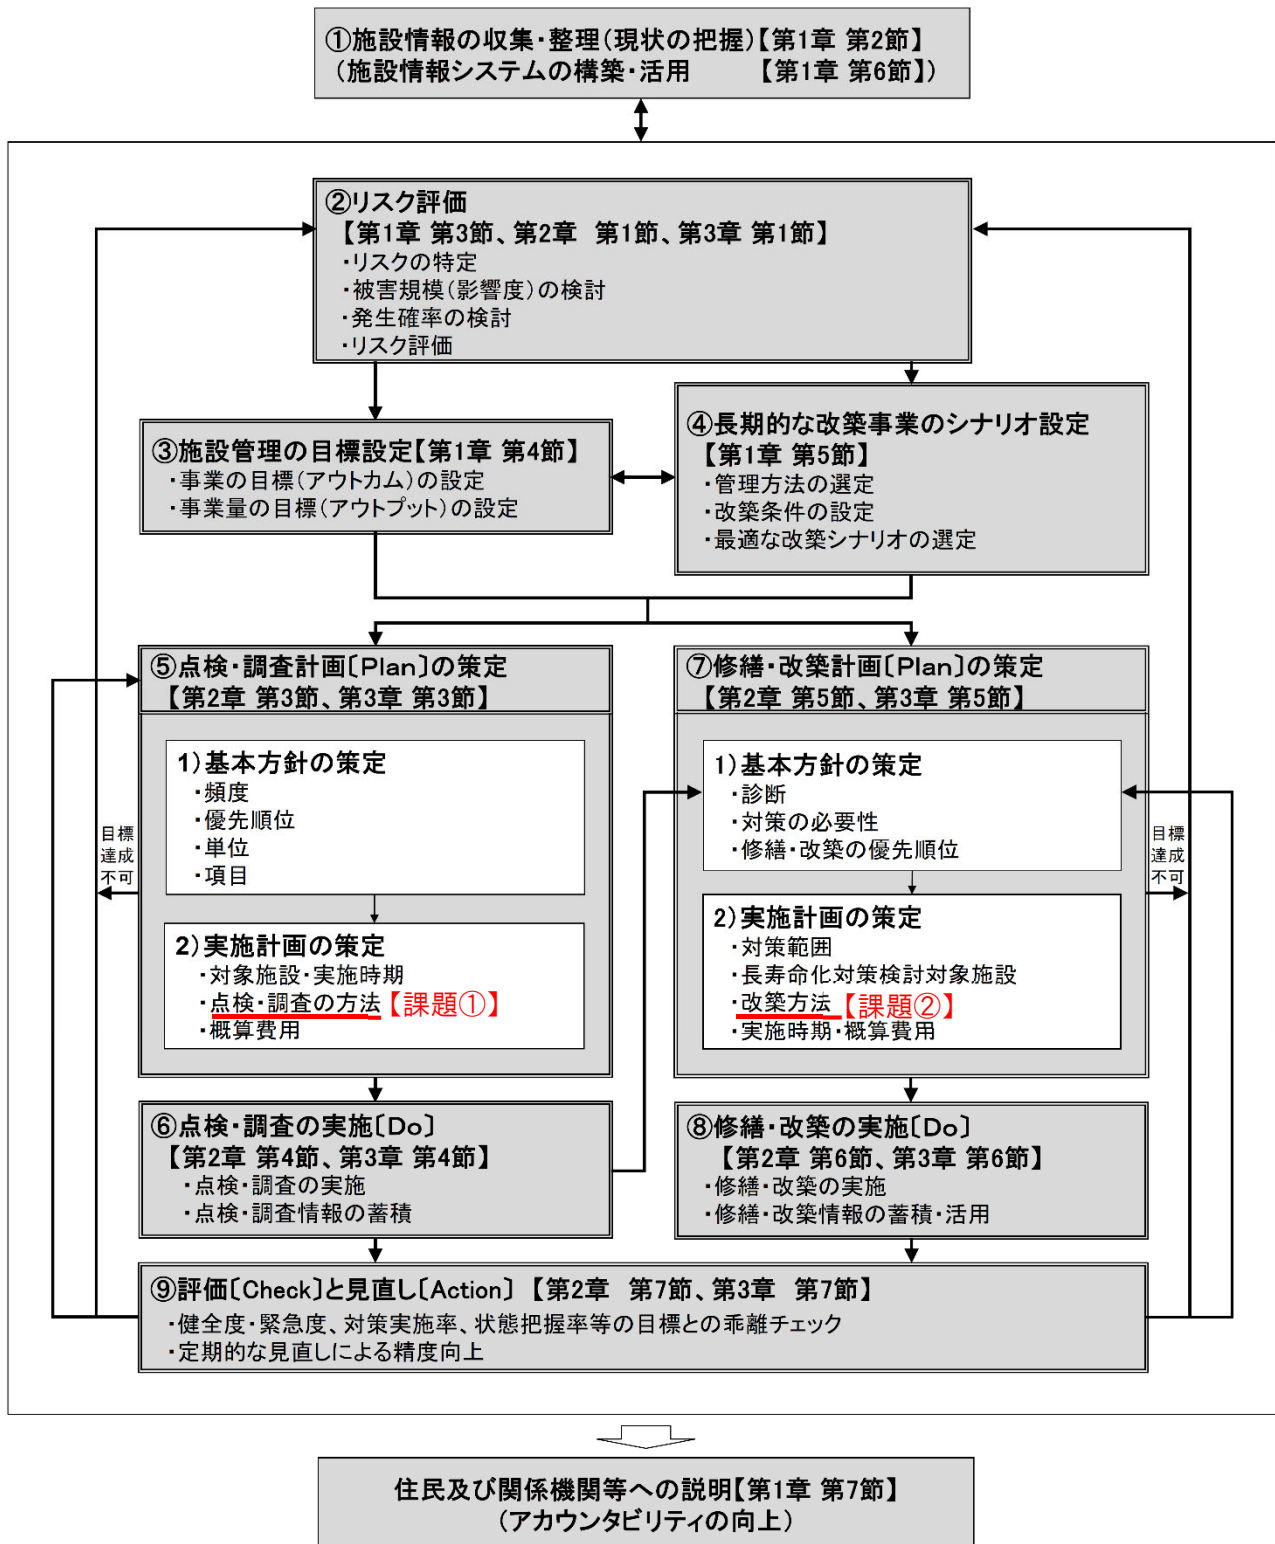 ①施設情報の収集・整理(現状の把握)【第1章 第2節】
(施設情報システムの構築・活用　　【第1章 第6節】)
②リスク評価
【第1章 第3節、第2章 第1節、第3章 第1節】
・リスクの特定
・被害規模(影響度)の検討
・発生確率の検討
・リスク評価
③施設管理の目標設定【第1章 第4節】
・事業の目標(アウトカム)の設定
・事業量の目標(アウトプット)の設定
④長期的な改築事業のシナリオ設定
【第1章 第5節】
・管理方法の選定
・改築条件の設定
・最適な改築シナリオの選定
⑤点検・調査計画〔Plan〕の策定
【第2章 第3節、第3章 第3節】
1)基本方針の策定
・頻度
・優先順位
・単位
・項目
目標
達成
不可
2)実施計画の策定
・対象施設・実施時期
・点検・調査の方法【課題①】
・概算費用
⑦修繕・改築計画〔Plan〕の策定
【第2章 第5節、第3章 第5節】
1)基本方針の策定
・診断
・対策の必要性
・修繕・改築の優先順位
目標
達成
不可
2)実施計画の策定
・対策範囲
・長寿命化対策検討対象施設
・改築方法【課題②】
・実施時期・概算費用
⑥点検・調査の実施〔Do〕
【第2章 第4節、第3章 第4節】
・点検・調査の実施
・点検・調査情報の蓄積
⑧修繕・改築の実施〔Do〕
【第2章 第6節、第3章 第6節】
・修繕・改築の実施
・修繕・改築情報の蓄積・活用
⑨評価〔Check〕と見直し〔Action〕 【第2章 第7節、第3章 第7節】
・健全度・緊急度、対策実施率、状態把握率等の目標との乖離チェック
・定期的な見直しによる精度向上
住民及び関係機関等への説明【第1章 第7節】
(アカウンタビリティの向上)